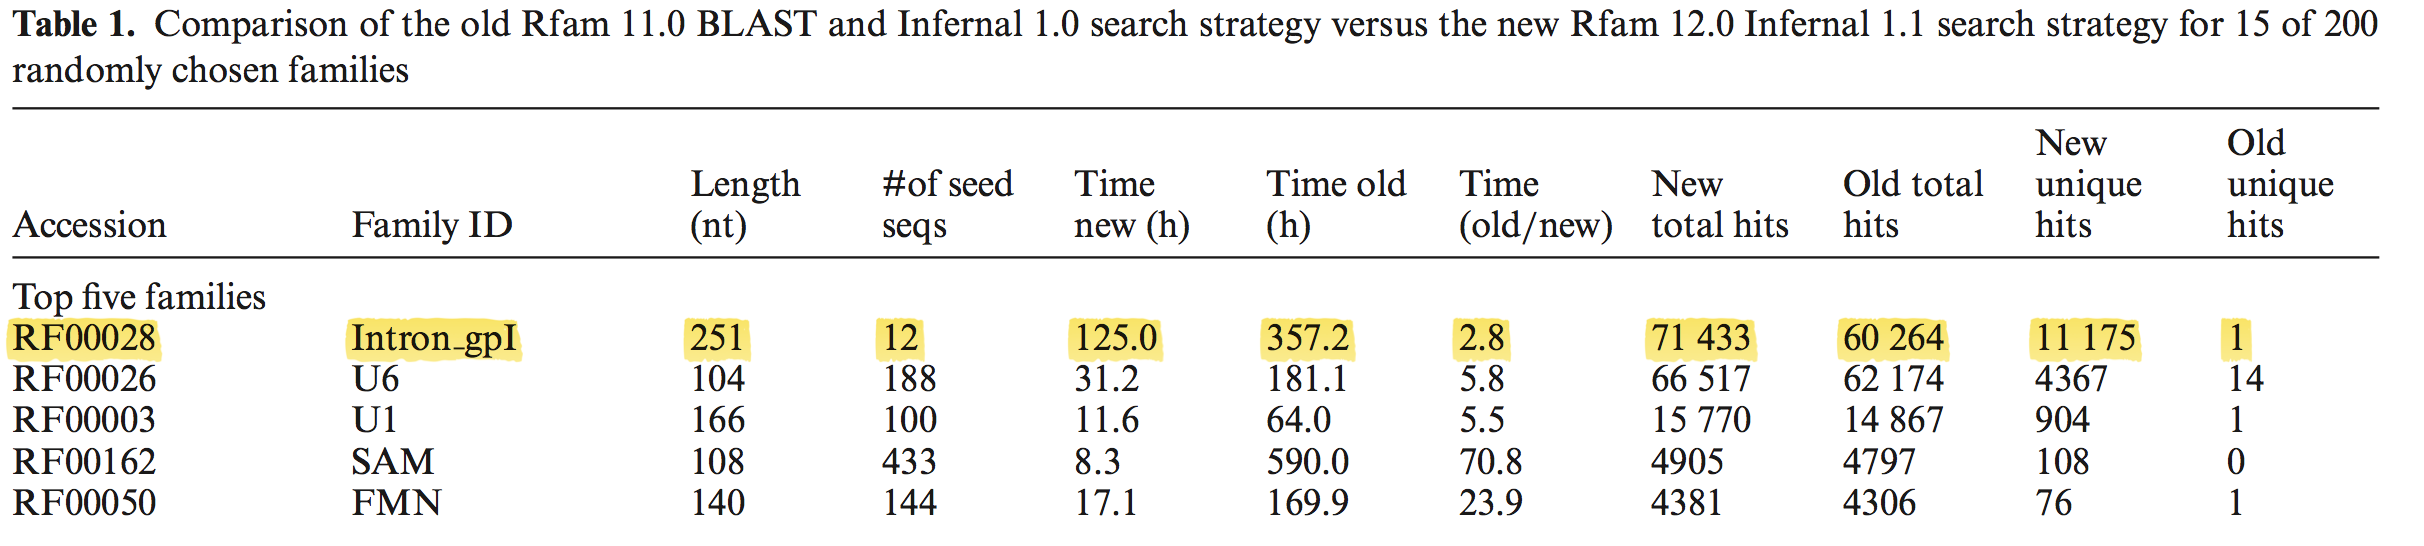 Table 1. Comparison of the old Rfam 11.0 BLAST and Infernal 1.0 search strategy versus the new Rfam 12.0 Infernal 1.1 search strategy for 15 of 200
randomly chosen families
Accession Family ID Length (nt) #of seed seqs Time new (h) Time old (h) Time (old/new) New total hits Old total hits New unique hits Old unique hits
Top five families
RF00028 Intron_gpI 251 12 125.0 357.2 2.8 71 433 60 264 11 175 1
RF00026 U6 104 188 31.2 181.1 5.8 66 517 62 174 4367 14
RF00003 U1 166 100 11.6 64.0 5.5 15 770 14 867 904 1
RF00162 SAM 108 433 8.3 590.0 70.8 4905 4797 108 0
RF00050 FMN 140 144 17.1 169.9 23.9 4381 4306 76 1